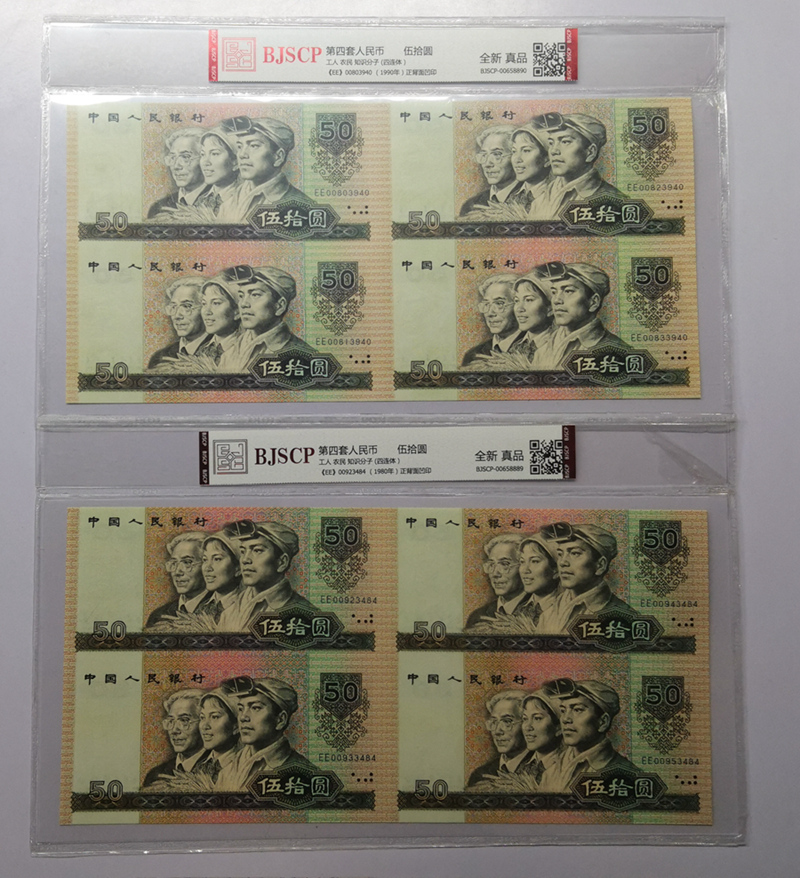 BJSCP 第四套人民币 伍拾圆 全新 真品
工人 农民 知识分子 (四连体)
《EE》00803940 (1990年) 正背面凹印 BJSCP-00658890
中国人民银行 50 中国人民银行 50
EE00803940 EE00823940
50 伍拾圆 50 伍拾圆
中国人民银行 50 中国人民银行 50
EE00813940 EE00833940
50 伍拾圆 50 伍拾圆
BJSCP 第四套人民币 伍拾圆 全新 真品
工人 农民 知识分子 (四连体)
《EE》00923484 (1980年) 正背面凹印 BJSCP-00658889
中国人民银行 50 中国人民银行 50
EE00923484 EE00943484
50 伍拾圆 50 伍拾圆
中国人民银行 50 中国人民银行 50
EE00933484 EE00953484
50 伍拾圆 50 伍拾圆